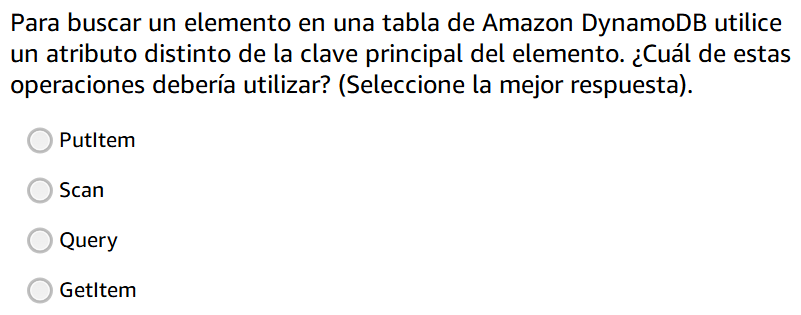 Para buscar un elemento en una tabla de Amazon DynamoDB utilice
un atributo distinto de la clave principal del elemento. ¿Cuál de estas
operaciones debería utilizar? (Seleccione la mejor respuesta).
PutItem
Scan
Query
GetItem